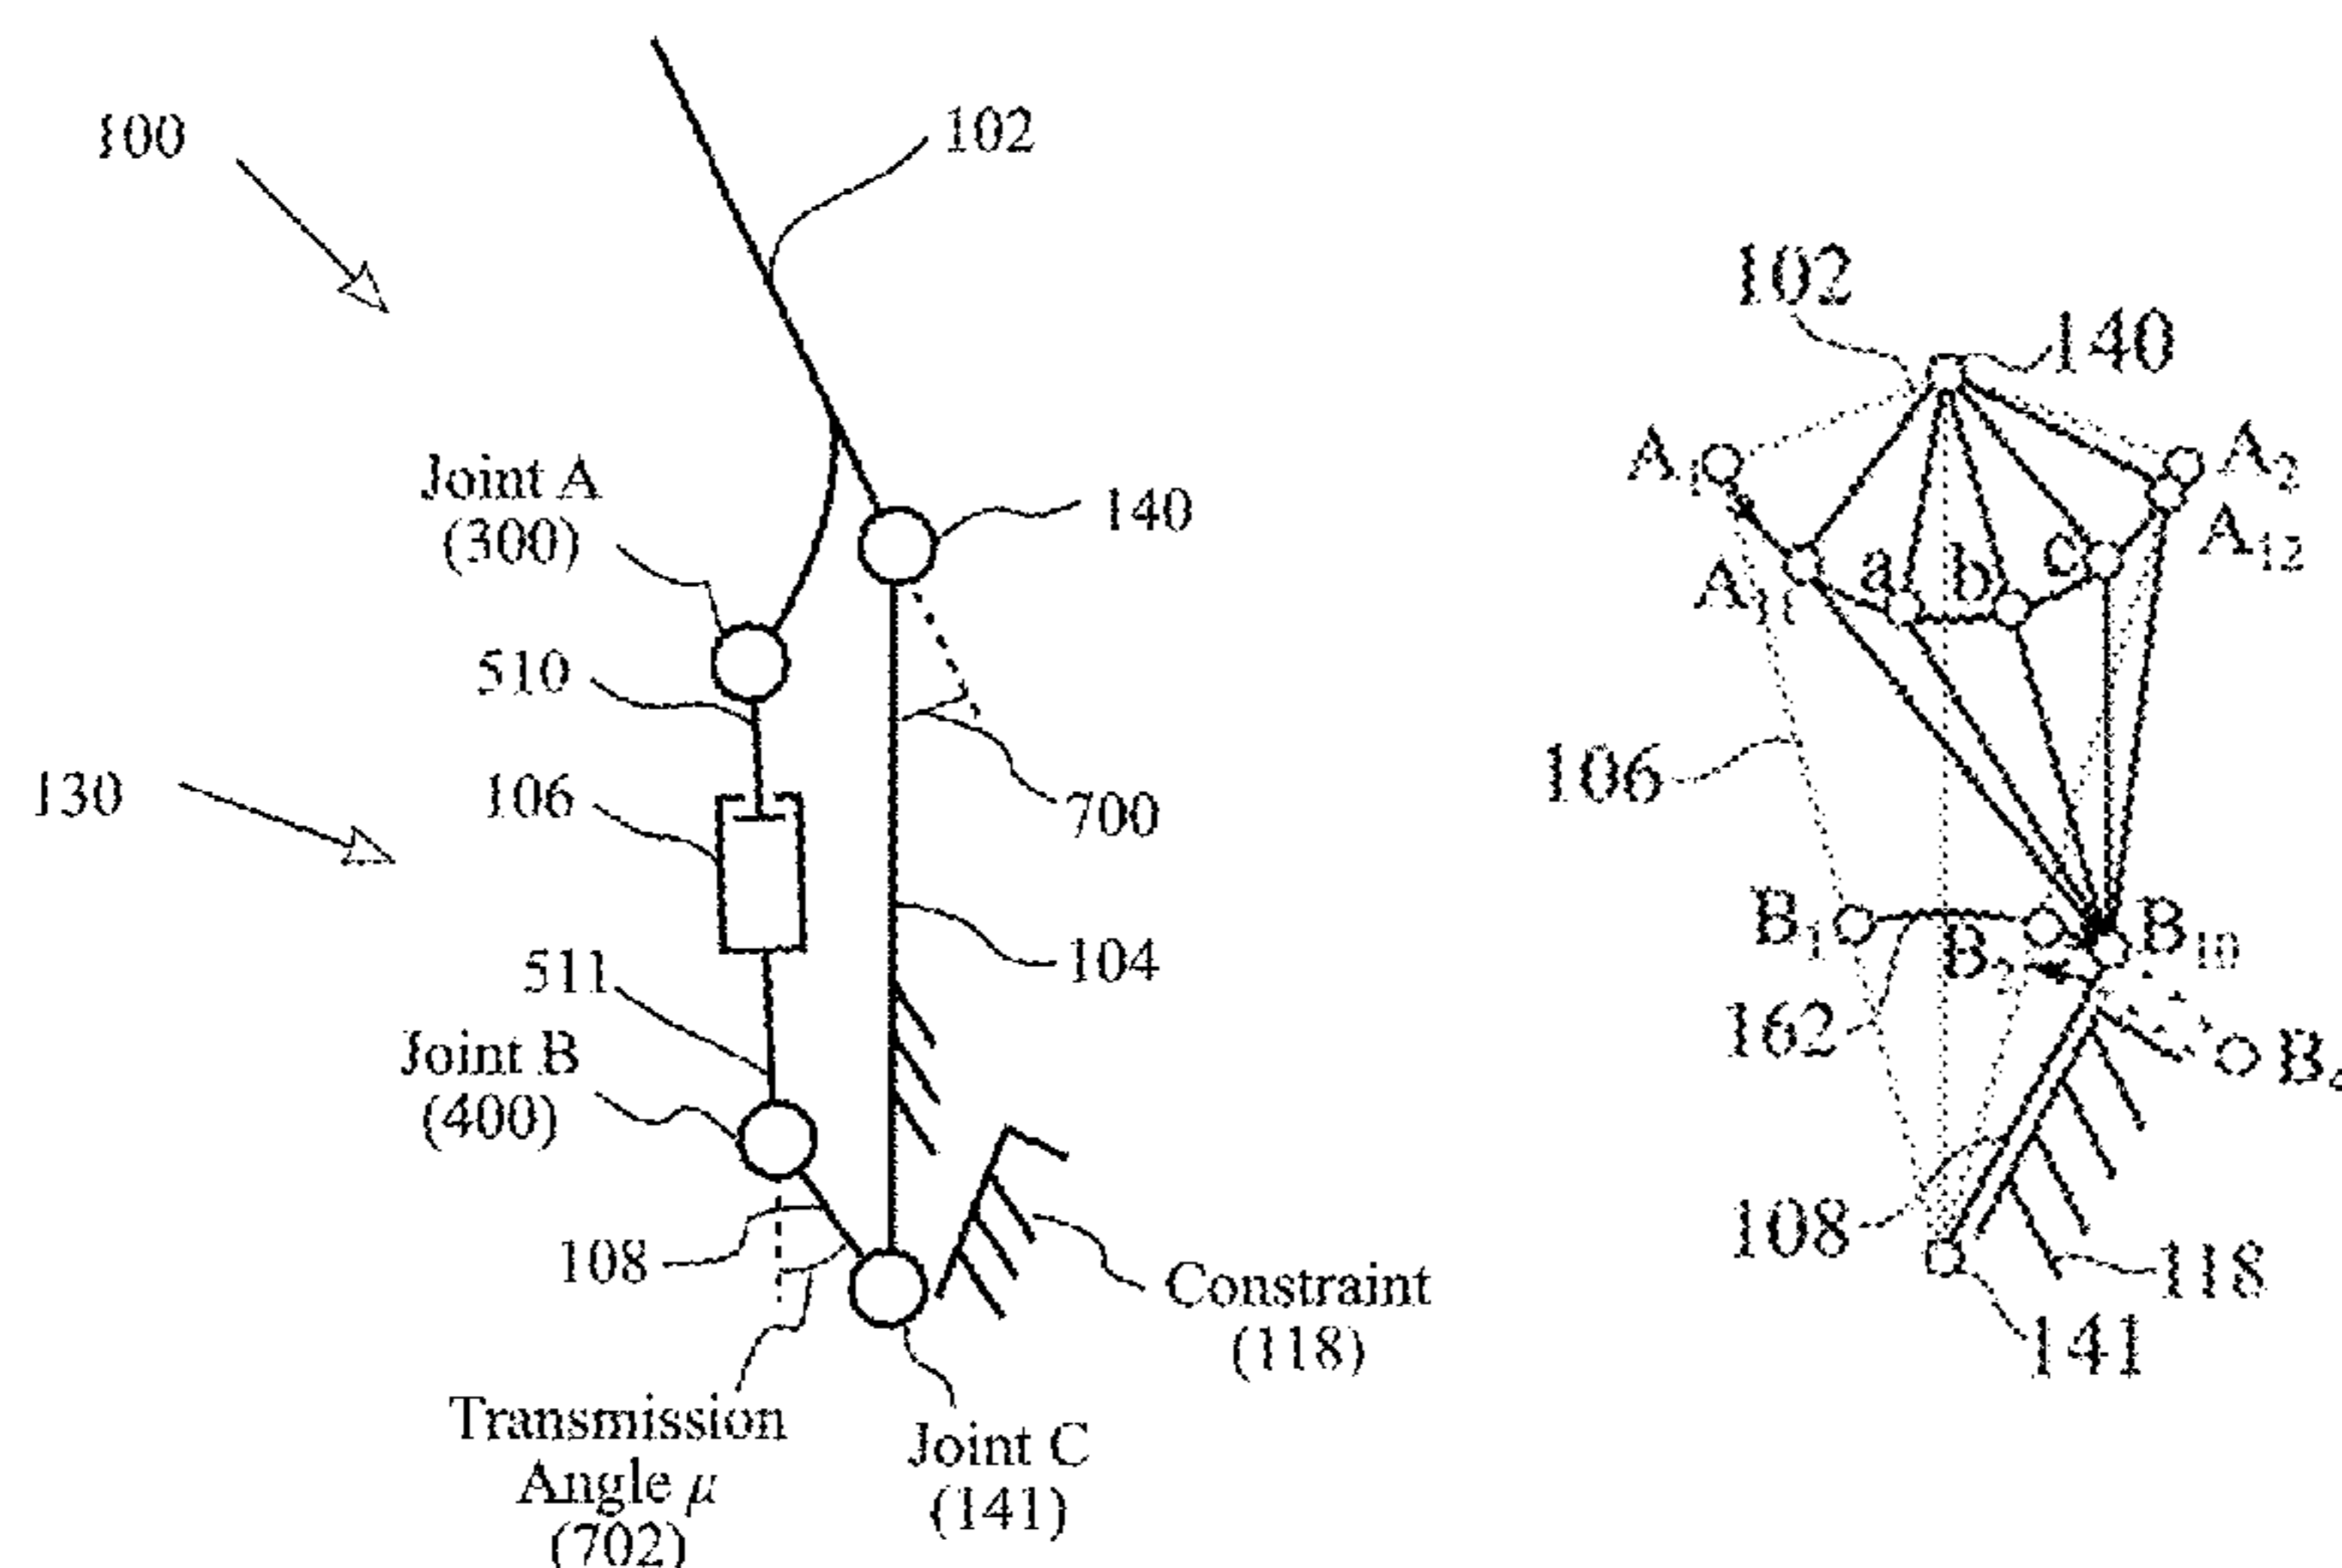 100
102
Joint A
(300)
140
510
130
106
700
511
104
Joint B
(400)
108
Constraint
(118)
Transmission
Angle μ
(702)
Joint C
(141)
102
140
A₁
A₂
A₁₂
A₁₁
a
b
c
106
B₁
B₂
B₁₀
162
B₄
108
118
141